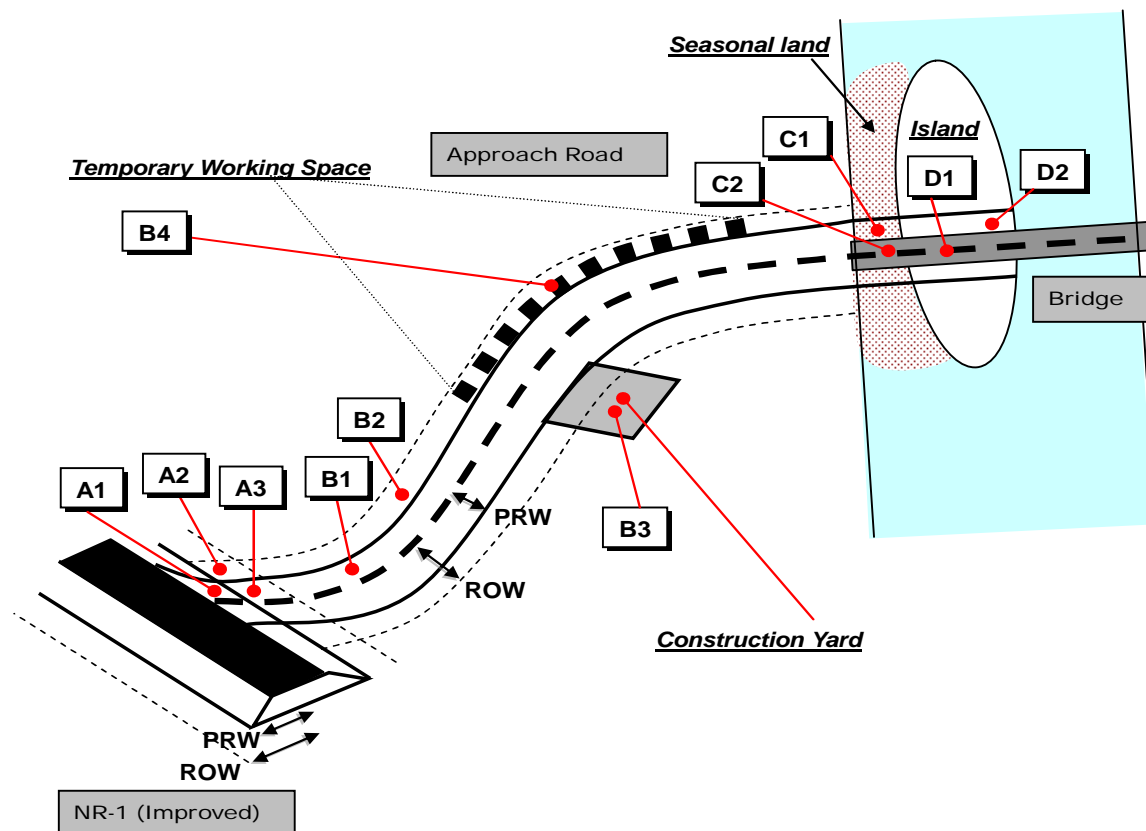 Seasonal land
Island
C1
Approach Road
Temporary Working Space
C2
D1
D2
B4
Bridge
B2
A2
A3
B1
A1
PRW
B3
ROW
Construction Yard
PRW
ROW
NR-1 (Improved)